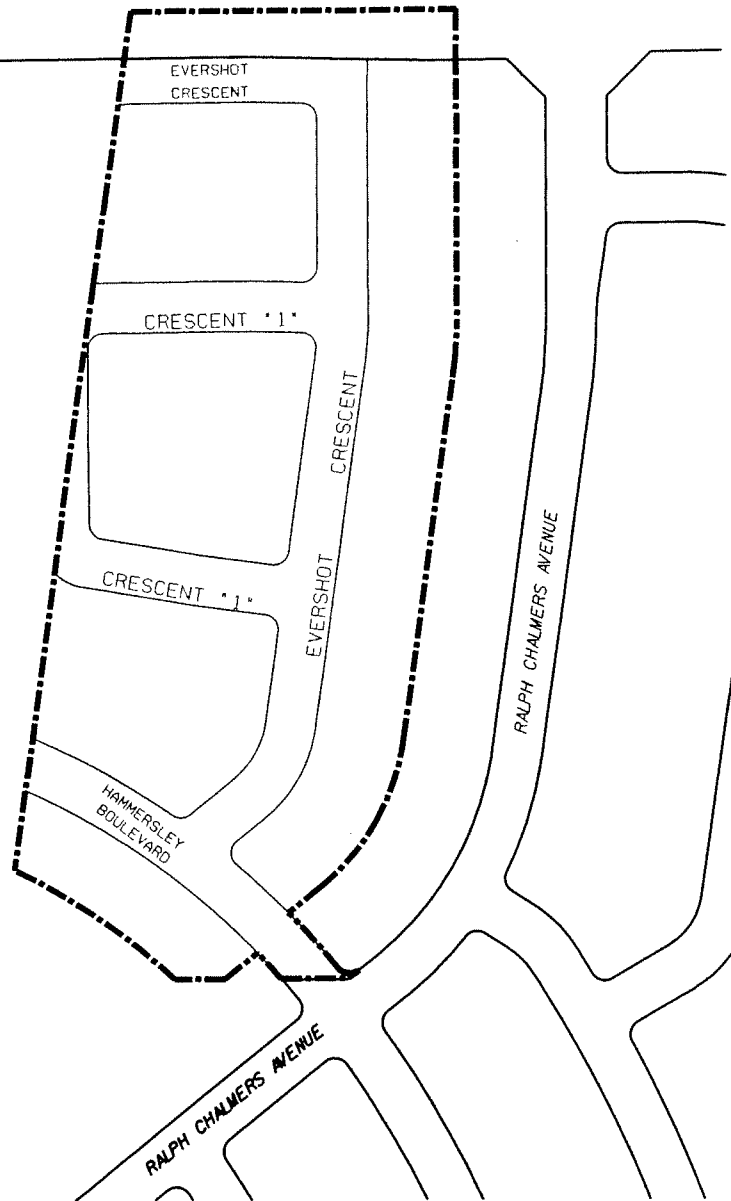 EVERSHOT
CRESCENT
CRESCENT "1"
EVERSHOT CRESCENT
RALPH CHALMERS AVENUE
CRESCENT "1"
HAMMERSLEY
BOULEVARD
RALPH CHALMERS AVENUE